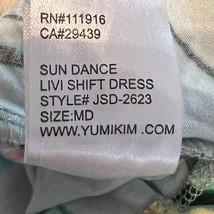 RN#111916
CA#29439
SUN DANCE
LIVI SHIFT DRESS
STYLE# JSD-2623
SIZE:MD
WWW.YUMIKIM.COM